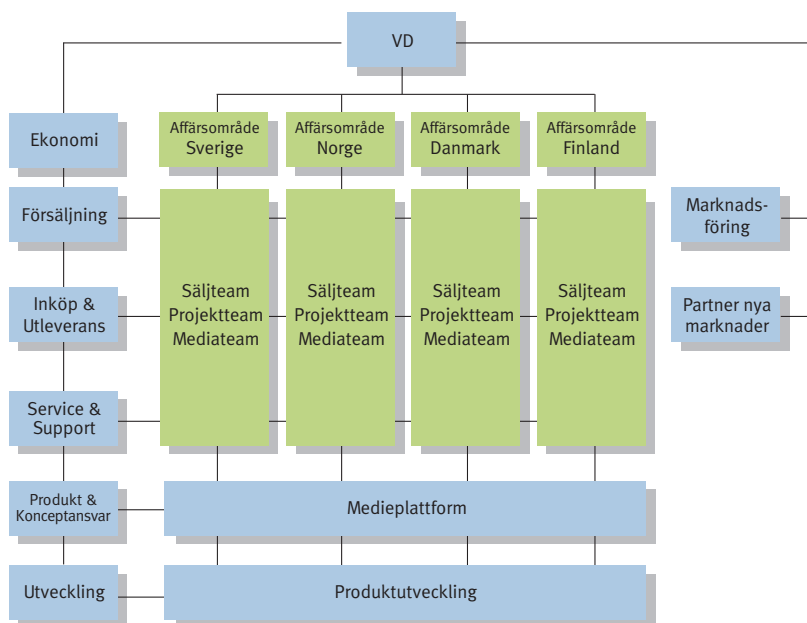 VD
Ekonomi
Affärsområde
Sverige
Affärsområde
Norge
Affärsområde
Danmark
Affärsområde
Finland
Försäljning
Marknads-
föring
Inköp &
Utleverans
Säljteam
Projektteam
Mediateam
Säljteam
Projektteam
Mediateam
Säljteam
Projektteam
Mediateam
Säljteam
Projektteam
Mediateam
Partner nya
marknader
Service &
Support
Produkt &
Konceptansvar
Medieplattform
Utveckling
Produktutveckling